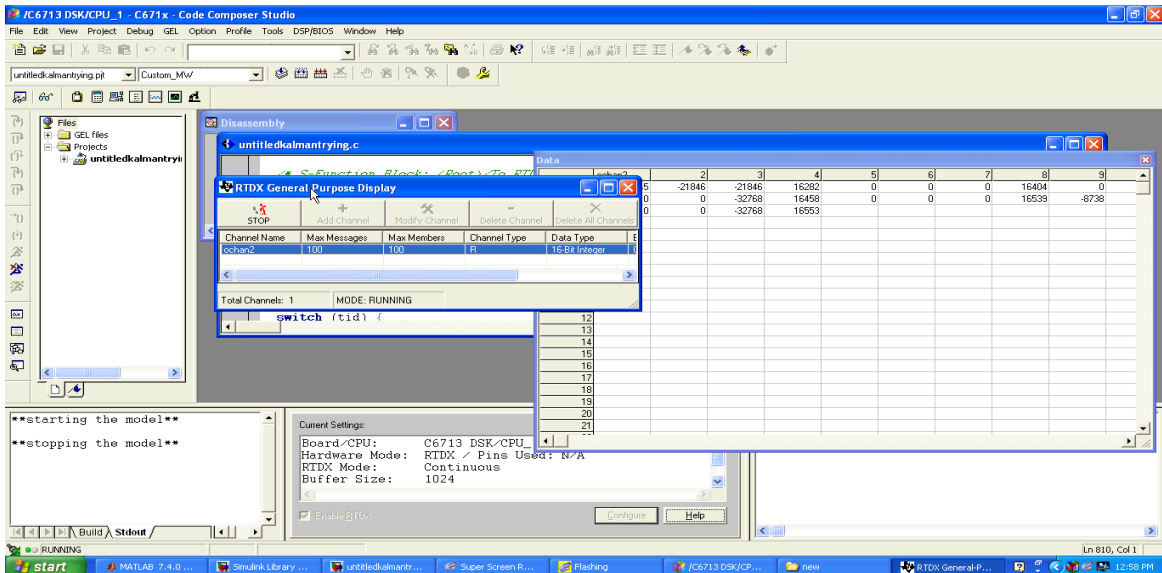 /C6713 DSK/CPU_1 - C671x - Code Composer Studio
File Edit View Project Debug GEL Option Profile Tools DSP/BIOS Window Help
untitledkalmantrying.pjt Custom_MW
Files
GEL files
Projects
untitledkalmantryi
Disassembly
untitledkalmantrying.c
/* S-Function Block: <Root>/To RTD
RTDX General Purpose Display
STOP Add Channel Modify Channel Delete Channel Delete All Channels
Channel Name Max Messages Max Members Channel Type Data Type
ochan2 100 100 R 16-Bit Integer
Total Channels: 1 MODE: RUNNING
switch (tid) {
Data
ochan2 2 3 4 5 6 7 8 9
5 -21846 -21846 16282 0 0 0 16404 0
0 0 -32768 16458 0 0 0 16539 -8738
0 0 -32768 16553
12
13
14
15
16
17
18
19
20
21
**starting the model**
**stopping the model**
Build Stdout
Current Settings:
Board/CPU: C6713 DSK/CPU_
Hardware Mode: RTDX / Pins Used: N/A
RTDX Mode: Continuous
Buffer Size: 1024
Enable RTDX
Configure Help
RUNNING Ln 810, Col 1
start MATLAB 7.4.0 ... Simulink Library ... untitledkalmantr... Super Screen R... Flashing /C6713 DSK/CP... new RTDX General-P... 12:58 PM